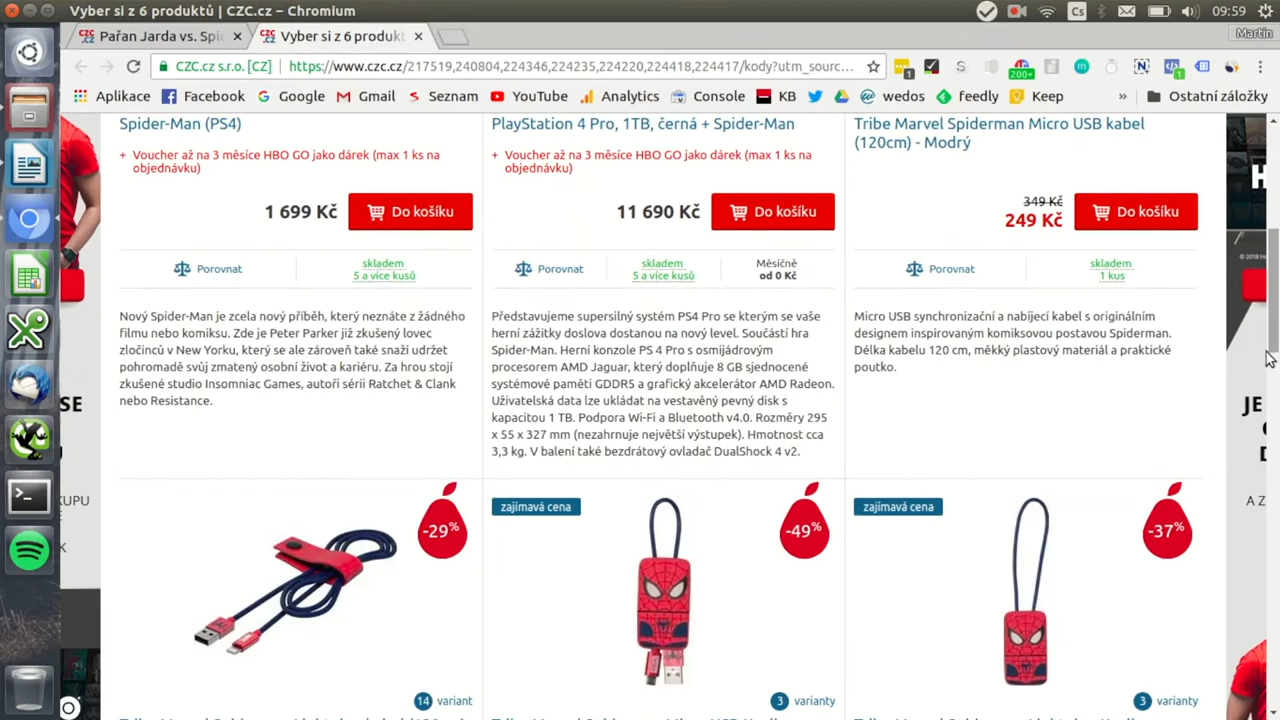 Vyber si z 6 produktů | CZC.cz – Chromium
Cs
09:59
CZC.cz Pařan Jarda vs. Spi
CZC.cz Vyber si z 6 produkt
Martin
CZC.cz s.r.o. [CZ]
https://www.czc.cz/217519,240804,224346,224235,224220,224418,224417/kody?utm_sourc…
1
200+
1
Aplikace
Facebook
Google
Gmail
Seznam
YouTube
Analytics
Console
KB
wedos
feedly
Keep
»
Ostatní záložky
Spider-Man (PS4)
+ Voucher až na 3 měsíce HBO GO jako dárek (max 1 ks na
objednávku)
1 699 Kč
Do košíku
Porovnat
skladem
5 a více kusů
Nový Spider-Man je zcela nový příběh, který neznáte z žádného
filmu nebo komiksu. Zde je Peter Parker již zkušený lovec
zločinců v New Yorku, který se ale zároveň také snaží udržet
pohromadě svůj zmatený osobní život a kariéru. Za hrou stojí
zkušené studio Insomniac Games, autoři sérií Ratchet & Clank
nebo Resistance.
PlayStation 4 Pro, 1TB, černá + Spider-Man
+ Voucher až na 3 měsíce HBO GO jako dárek (max 1 ks na
objednávku)
11 690 Kč
Do košíku
Porovnat
skladem
5 a více kusů
Měsíčně
od 0 Kč
Představujeme supersilný systém PS4 Pro se kterým se vaše
herní zážitky doslova dostanou na nový level. Součástí hra
Spider-Man. Herní konzole PS 4 Pro s osmijádrovým
procesorem AMD Jaguar, který doplňuje 8 GB sjednocené
systémové paměti GDDR5 a grafický akcelerátor AMD Radeon.
Uživatelská data lze ukládat na vestavěný pevný disk s
kapacitou 1 TB. Podpora Wi-Fi a Bluetooth v4.0. Rozměry 295
x 55 x 327 mm (nezahrnuje největší výstupek). Hmotnost cca
3,3 kg. V balení také bezdrátový ovladač DualShock 4 v2.
Tribe Marvel Spiderman Micro USB kabel
(120cm) - Modrý
349 Kč
249 Kč
Do košíku
Porovnat
skladem
1 kus
Micro USB synchronizační a nabíjecí kabel s originálním
designem inspirovaným komiksovou postavou Spiderman.
Délka kabelu 120 cm, měkký plastový materiál a praktické
poutko.
SE
KUPU
K
H
© 2018 H
JE
D
A Z
-29%
14 variant
zajímavá cena
-49%
3 varianty
zajímavá cena
-37%
3 varianty